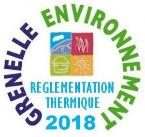 GRENELLE ENVIRONNEMENT
REGLEMENTATION
THERMIQUE
2018